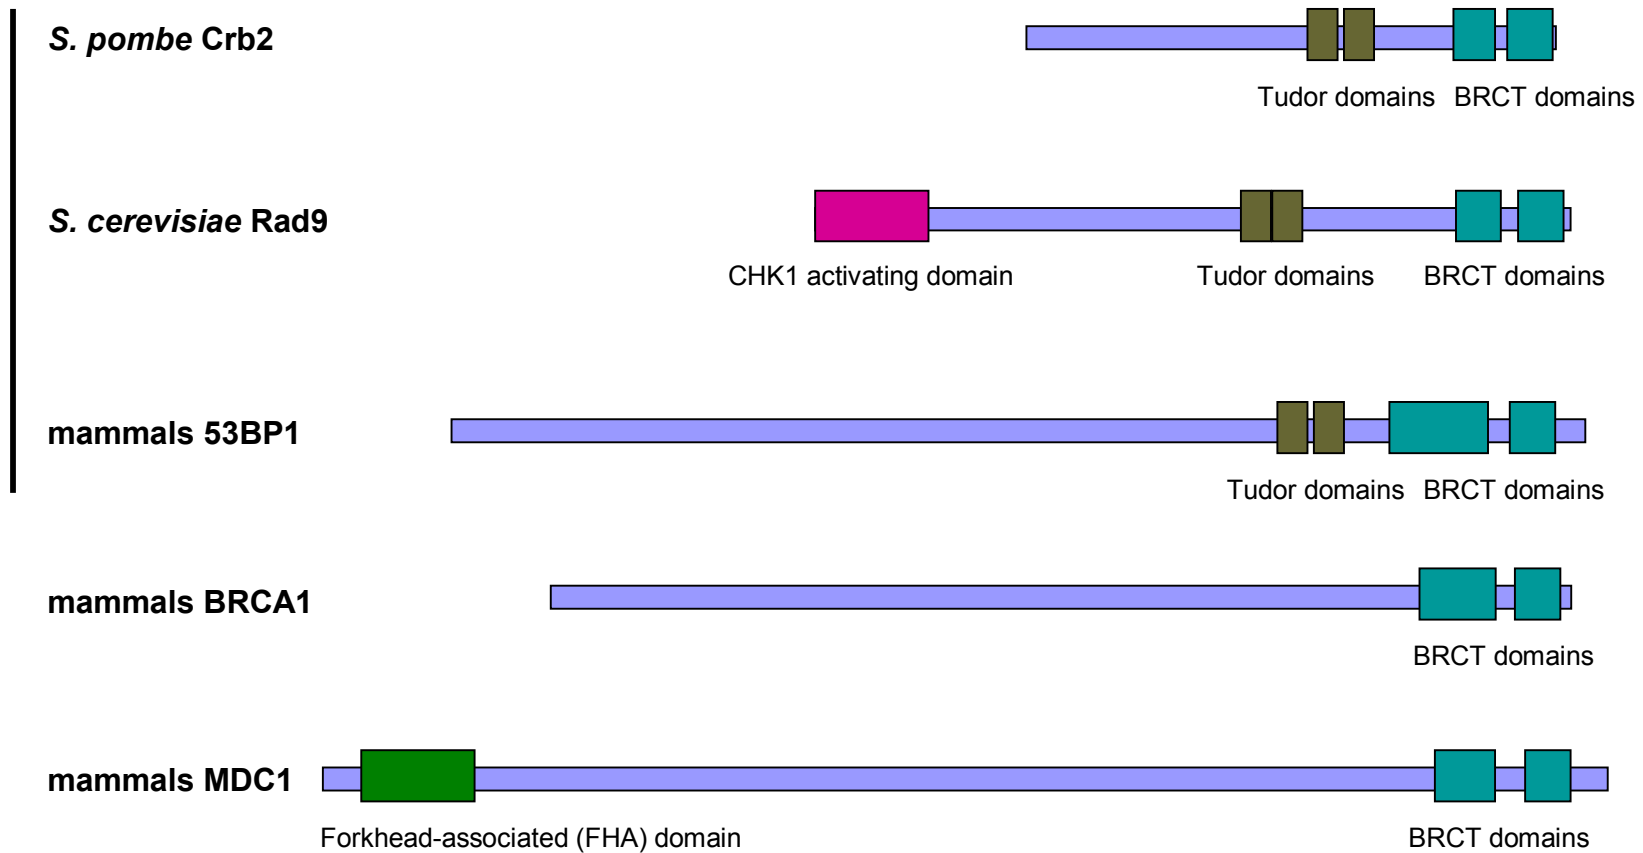 S. pombe Crb2
Tudor domains BRCT domains
S. cerevisiae Rad9
CHK1 activating domain Tudor domains BRCT domains
mammals 53BP1
Tudor domains BRCT domains
mammals BRCA1
BRCT domains
mammals MDC1
Forkhead-associated (FHA) domain BRCT domains